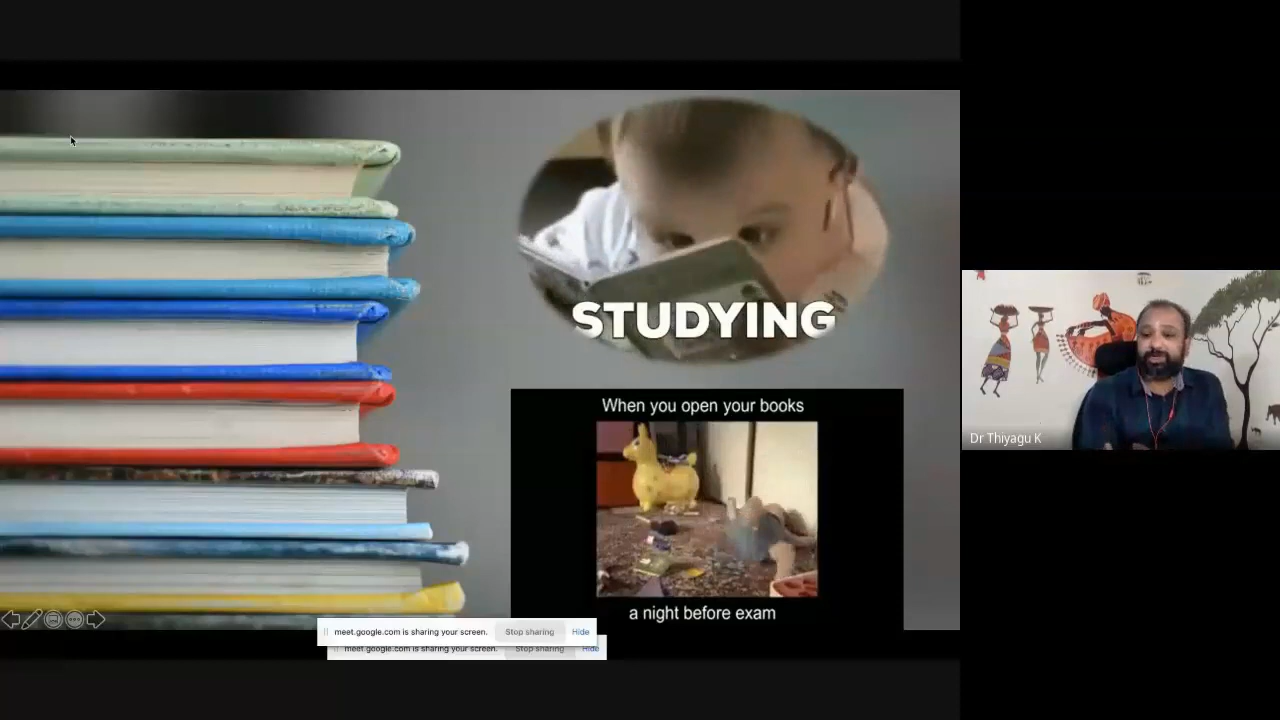 STUDYING
When you open your books
a night before exam
Dr Thiyagu K
meet.google.com is sharing your screen. Stop sharing Hide
meet.google.com is sharing your screen. Stop sharing Hide